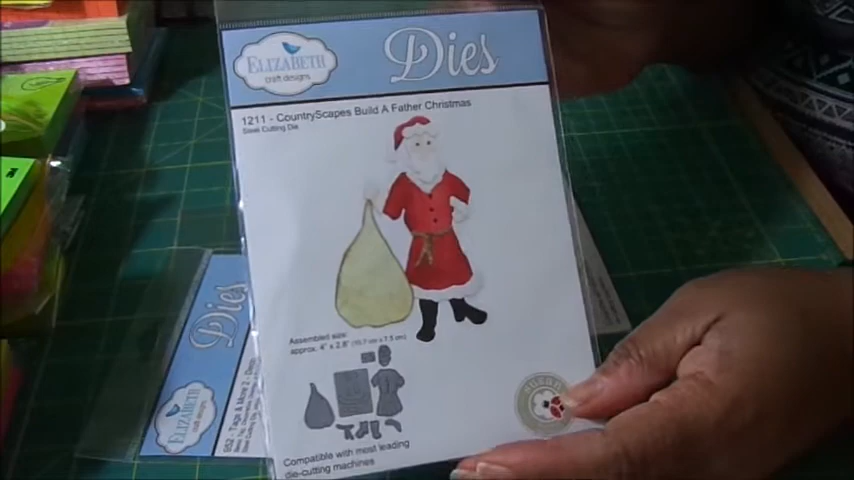 ELIZABETH
craft designs
Dies
1211 - CountryScapes Build A Father Christmas
Steel Cutting Die
Assembled size:
approx. 4" x 2.8" (10.7 cm x 7.5 cm)
Compatible with most leading
die-cutting machines
Dies
ELIZABETH
craft designs